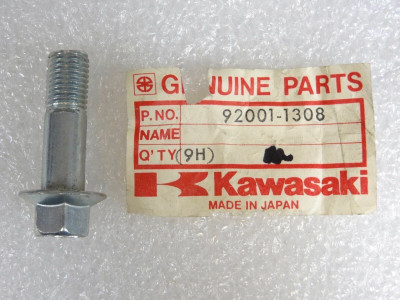 GENUINE PARTS
P.NO. 92001-1308
NAME
Q'TY (9H)
Kawasaki
MADE IN JAPAN